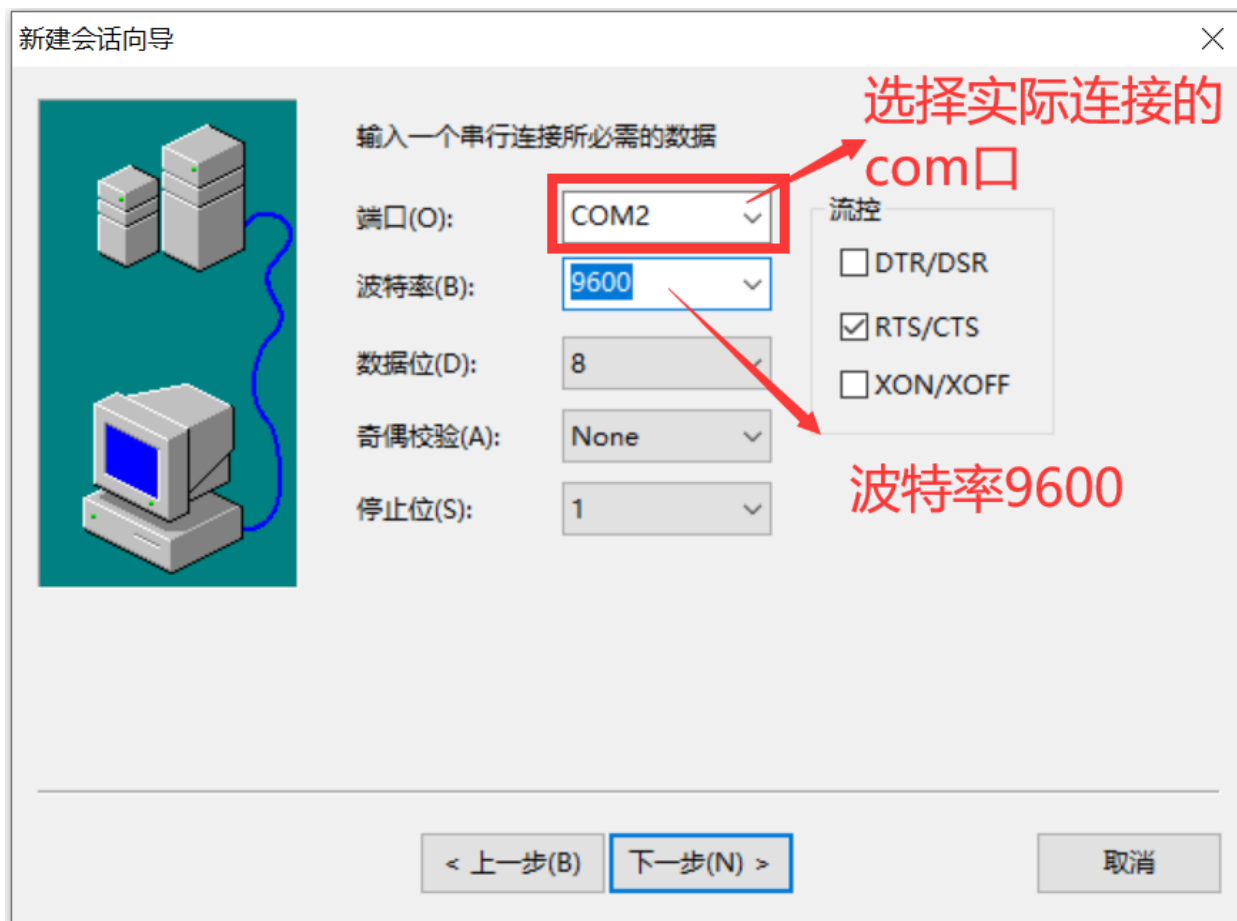 新建会话向导
选择实际连接的
com口
输入一个串行连接所必需的数据
端口(O):
COM2
流控
波特率(B):
9600
DTR/DSR
RTS/CTS
数据位(D):
8
XON/XOFF
奇偶校验(A):
None
波特率9600
停止位(S):
1
< 上一步(B)
下一步(N) >
取消